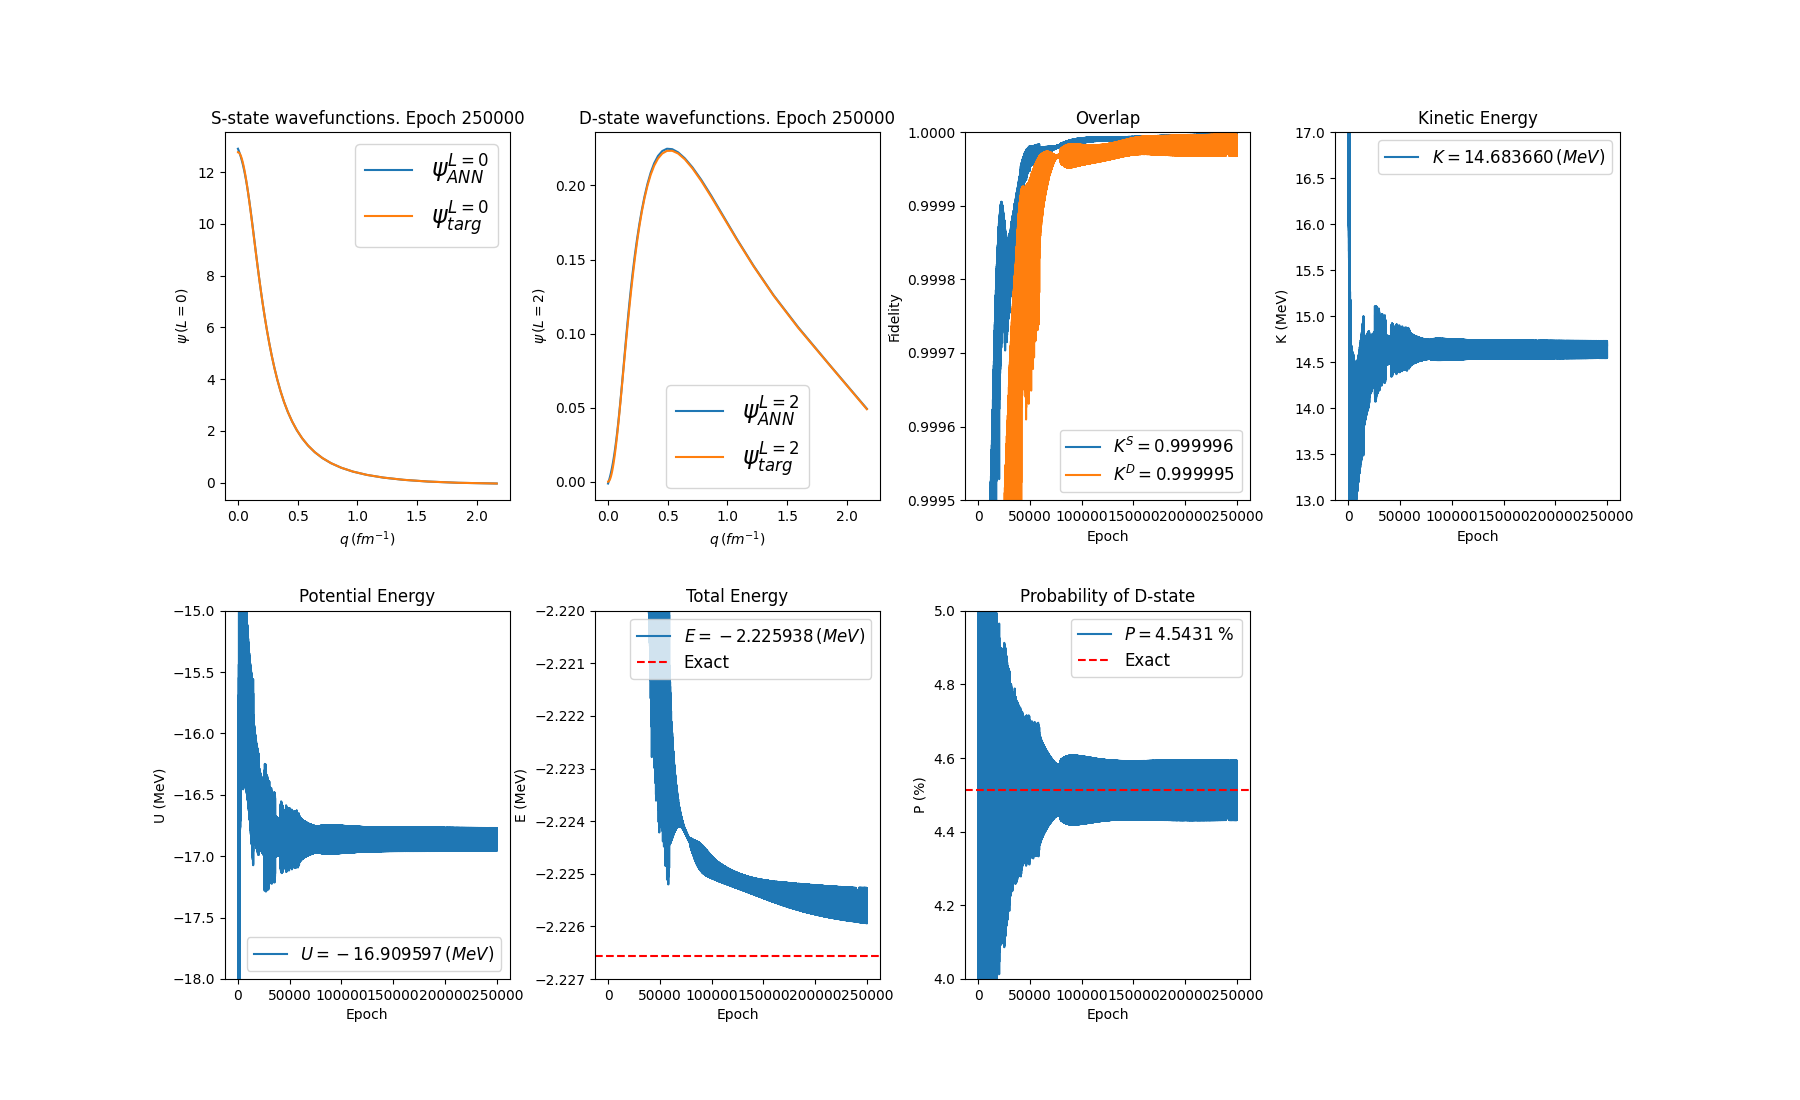 S-state wavefunctions. Epoch 250000
ψ(L = 0)
12
10
8
6
4
2
0
0.0 0.5 1.0 1.5 2.0
q (fm⁻¹)
ψ_{ANN}^{L=0}
ψ_{targ}^{L=0}
D-state wavefunctions. Epoch 250000
ψ(L = 2)
0.20
0.15
0.10
0.05
0.00
0.0 0.5 1.0 1.5 2.0
q (fm⁻¹)
ψ_{ANN}^{L=2}
ψ_{targ}^{L=2}
Overlap
Fidelity
1.0000
0.9999
0.9998
0.9997
0.9996
0.9995
0 50000 100000 150000 200000 250000
Epoch
K^S = 0.999996
K^D = 0.999995
Kinetic Energy
K (MeV)
17.0
16.5
16.0
15.5
15.0
14.5
14.0
13.5
13.0
0 50000 100000 150000 200000 250000
Epoch
K = 14.683660 (MeV)
Potential Energy
U (MeV)
−15.0
−15.5
−16.0
−16.5
−17.0
−17.5
−18.0
0 50000 100000 150000 200000 250000
Epoch
U = −16.909597 (MeV)
Total Energy
E (MeV)
−2.220
−2.221
−2.222
−2.223
−2.224
−2.225
−2.226
−2.227
0 50000 100000 150000 200000 250000
Epoch
E = −2.225938 (MeV)
Exact
Probability of D-state
P (%)
5.0
4.8
4.6
4.4
4.2
4.0
0 50000 100000 150000 200000 250000
Epoch
P = 4.5431 %
Exact